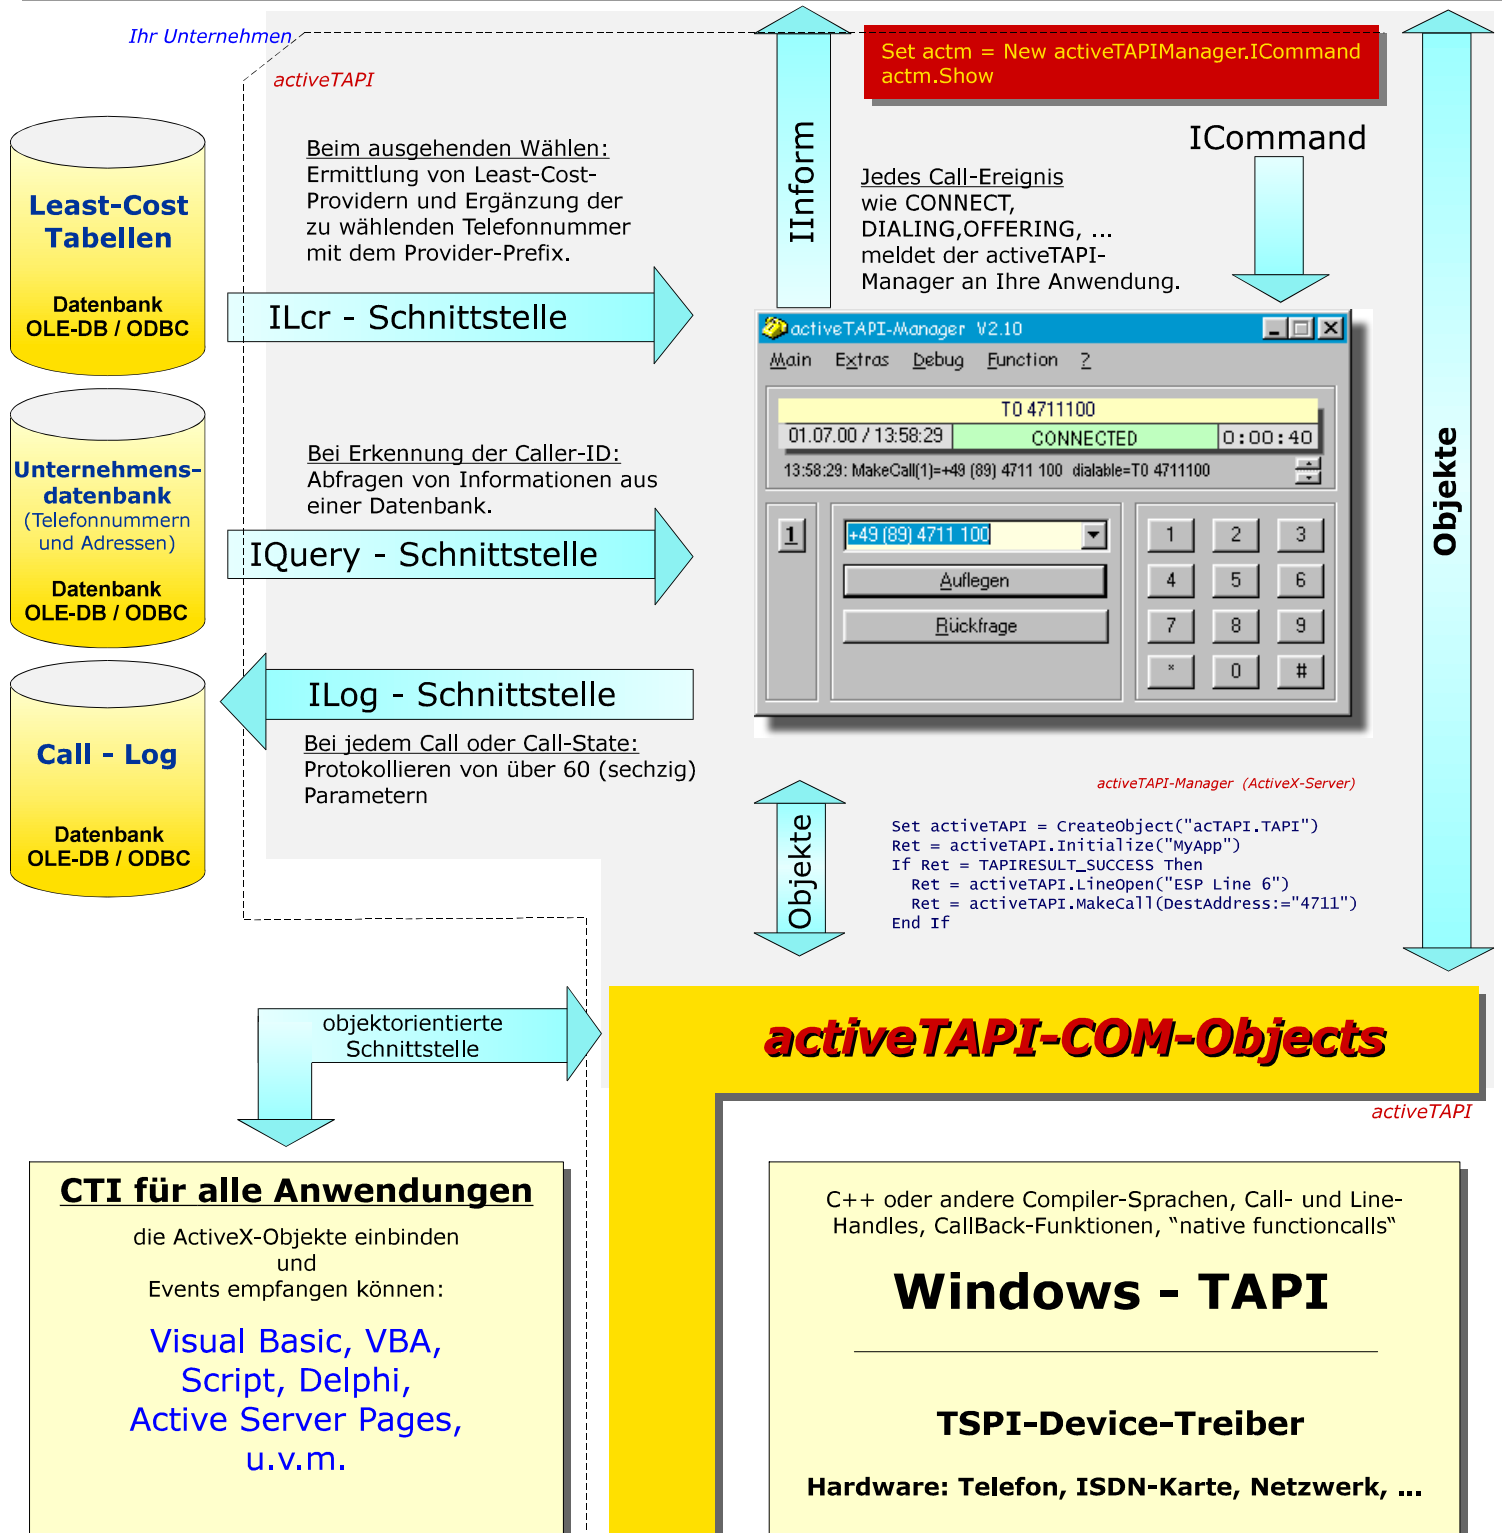 Ihr Unternehmen
activeTAPI
Set actm = New activeTAPIManager.ICommand
actm.Show
Least-Cost
Tabellen
Datenbank
OLE-DB / ODBC
Beim ausgehenden Wählen:
Ermittlung von Least-Cost-
Providern und Ergänzung der
zu wählenden Telefonnummer
mit dem Provider-Prefix.
ILcr - Schnittstelle
IInform
Jedes Call-Ereignis
wie CONNECT,
DIALING,OFFERING, ...
meldet der activeTAPI-
Manager an Ihre Anwendung.
ICommand
Objekte
activeTAPI-Manager V2.10
Main Extras Debug Function ?
T0 4711100
01.07.00 / 13:58:29 CONNECTED 0:00:40
13:58:29: MakeCall(1)=+49 (89) 4711 100 dialable=T0 4711100
1
+49 (89) 4711 100
Auflegen
Rückfrage
1 2 3
4 5 6
7 8 9
* 0 #
Unternehmens-
datenbank
(Telefonnummern
und Adressen)
Datenbank
OLE-DB / ODBC
Bei Erkennung der Caller-ID:
Abfragen von Informationen aus
einer Datenbank.
IQuery - Schnittstelle
Call - Log
Datenbank
OLE-DB / ODBC
ILog - Schnittstelle
Bei jedem Call oder Call-State:
Protokollieren von über 60 (sechzig)
Parametern
activeTAPI-Manager (ActiveX-Server)
Objekte
Set activeTAPI = CreateObject("acTAPI.TAPI")
Ret = activeTAPI.Initialize("MyApp")
If Ret = TAPIRESULT_SUCCESS Then
Ret = activeTAPI.LineOpen("ESP Line 6")
Ret = activeTAPI.MakeCall(DestAddress:="4711")
End If
objektorientierte
Schnittstelle
activeTAPI-COM-Objects
activeTAPI
CTI für alle Anwendungen
die ActiveX-Objekte einbinden
und
Events empfangen können:
Visual Basic, VBA,
Script, Delphi,
Active Server Pages,
u.v.m.
C++ oder andere Compiler-Sprachen, Call- und Line-
Handles, CallBack-Funktionen, “native functioncalls“
Windows - TAPI
TSPI-Device-Treiber
Hardware: Telefon, ISDN-Karte, Netzwerk, ...